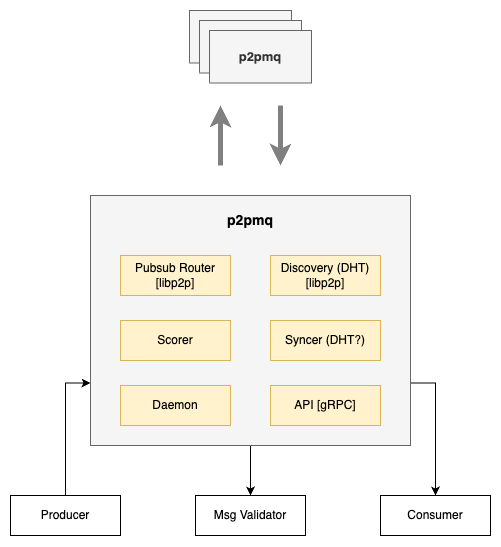 p2pmq
p2pmq
Pubsub Router
[libp2p]
Discovery (DHT)
[libp2p]
Scorer
Syncer (DHT?)
Daemon
API [gRPC]
Producer
Msg Validator
Consumer